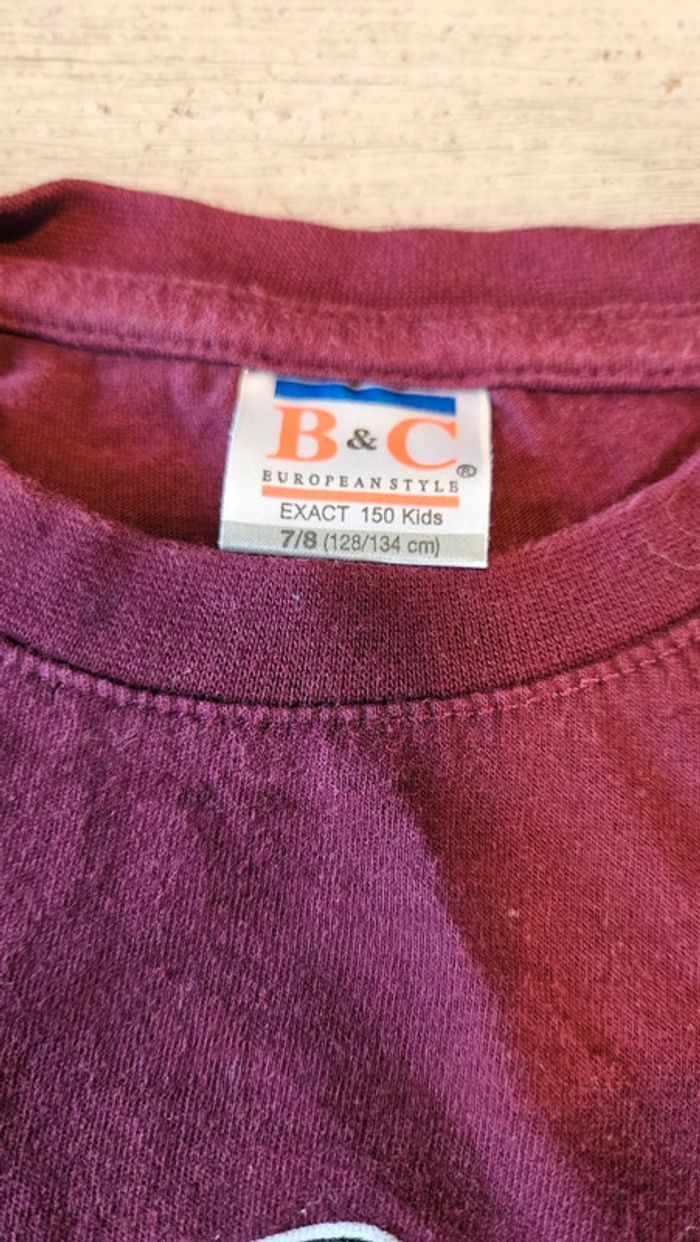 B & C ®
EUROPEAN STYLE
EXACT 150 Kids
7/8 (128/134 cm)